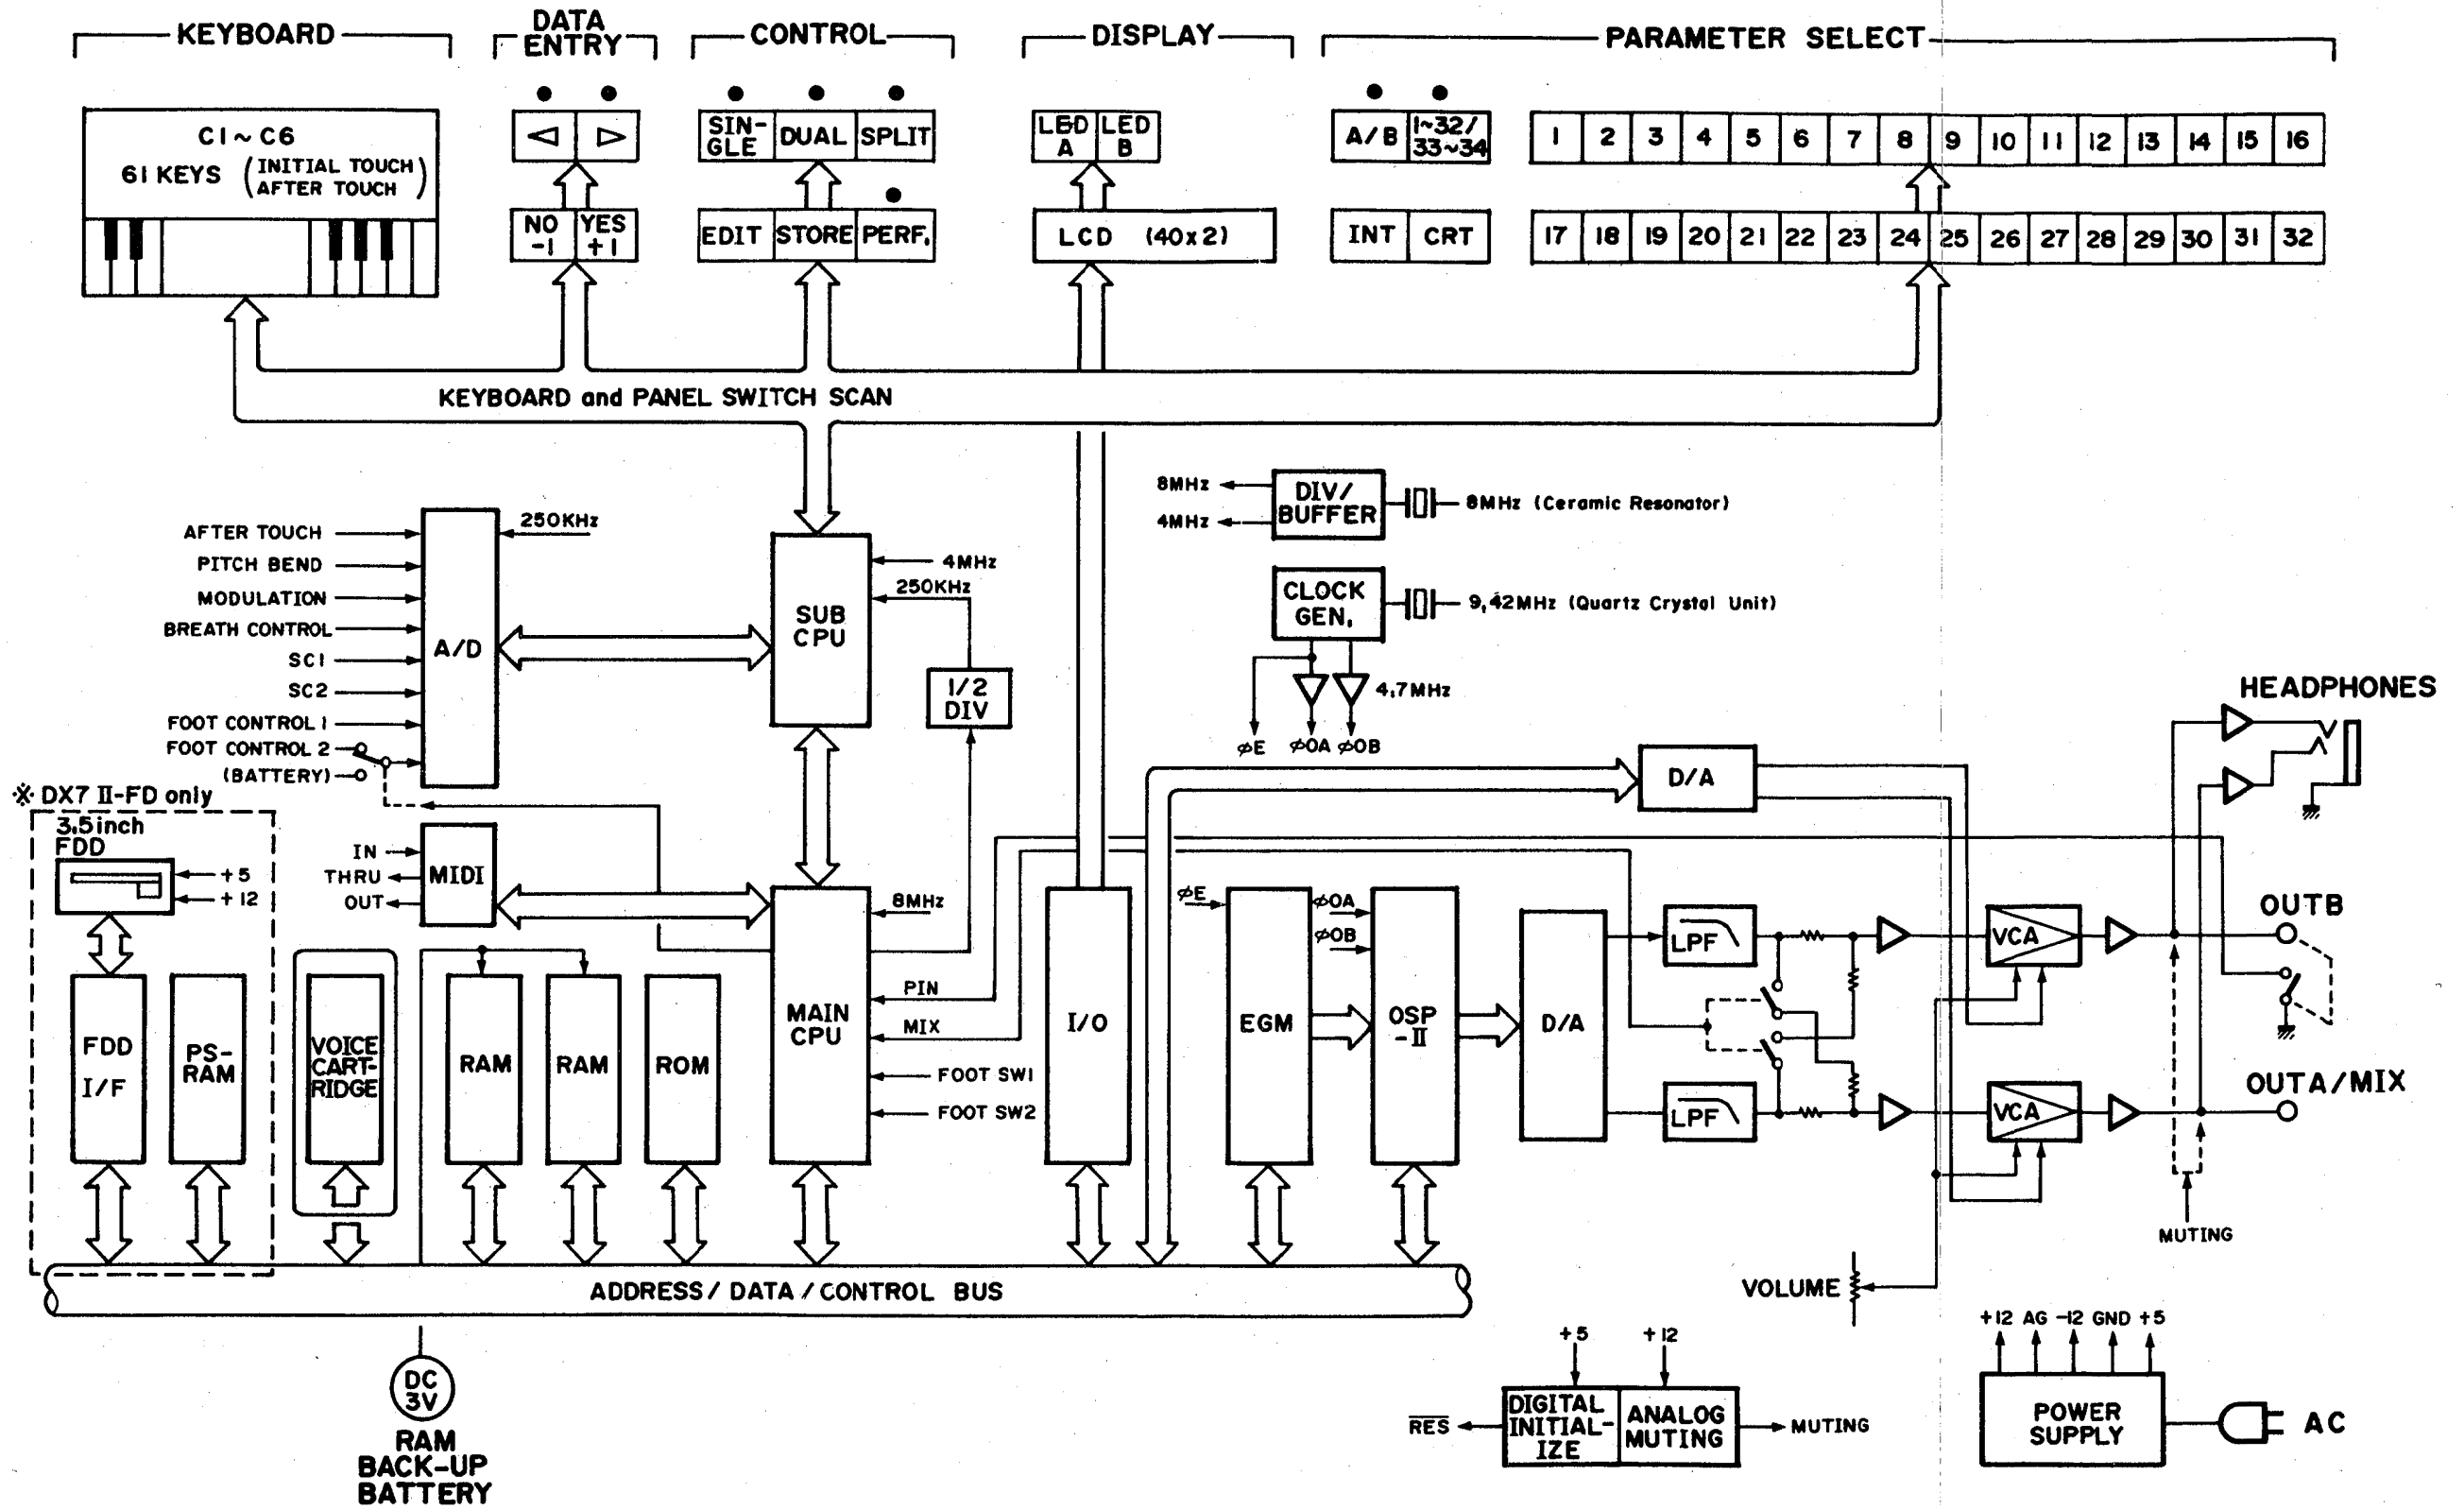 KEYBOARD
DATA
ENTRY
CONTROL
DISPLAY
PARAMETER SELECT
C1~C6
61 KEYS (INITIAL TOUCH
AFTER TOUCH)
SIN-
GLE
DUAL
SPLIT
LED
A
LED
B
A/B
1~32/
33~34
1 2 3 4 5 6 7 8 9 10 11 12 13 14 15 16
NO
-1
YES
+1
EDIT
STORE
PERF.
LCD (40x2)
INT
CRT
17 18 19 20 21 22 23 24 25 26 27 28 29 30 31 32
KEYBOARD and PANEL SWITCH SCAN
8MHz
4MHz
DIV/
BUFFER
8MHz (Ceramic Resonator)
CLOCK
GEN.
9.42MHz (Quartz Crystal Unit)
4.7MHz
øE
øOA
øOB
AFTER TOUCH
PITCH BEND
MODULATION
BREATH CONTROL
SC1
SC2
FOOT CONTROL 1
FOOT CONTROL 2
(BATTERY)
A/D
250KHz
SUB
CPU
4MHz
250KHz
1/2
DIV
HEADPHONES
D/A
※ DX7 II-FD only
3.5inch
FDD
+5
+12
IN
THRU
OUT
MIDI
8MHz
PIN
MIX
FOOT SW1
FOOT SW2
FDD
I/F
PS-
RAM
VOICE
CART-
RIDGE
RAM
RAM
ROM
MAIN
CPU
I/O
øE
EGM
øOA
øOB
OSP
-II
D/A
LPF
LPF
VCA
VCA
OUTB
OUTA/MIX
MUTING
VOLUME
ADDRESS/DATA/CONTROL BUS
DC
3V
RAM
BACK-UP
BATTERY
+5
+12
RES
DIGITAL
INITIAL-
IZE
ANALOG
MUTING
MUTING
+12 AG -12 GND +5
POWER
SUPPLY
AC